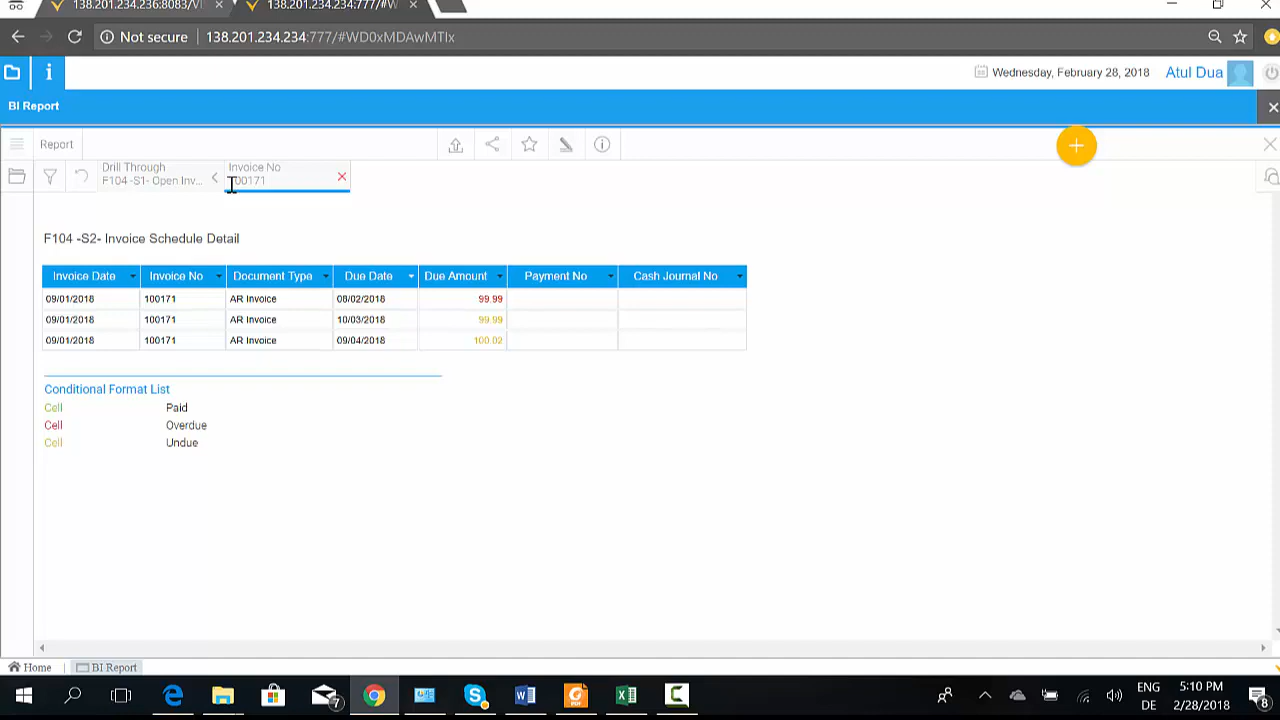 138.201.234.236:8083/VI × 138.201.234.234:777/#W ×
Not secure 138.201.234.234:777/#WD0xMDAwMTIx
Wednesday, February 28, 2018 Atul Dua
BI Report
Report
Drill Through Invoice No
F104 -S1- Open Inv... 100171
F104 -S2- Invoice Schedule Detail
Invoice Date Invoice No Document Type Due Date Due Amount Payment No Cash Journal No
09/01/2018 100171 AR Invoice 08/02/2018 99.99
09/01/2018 100171 AR Invoice 10/03/2018 99.99
09/01/2018 100171 AR Invoice 09/04/2018 100.02
Conditional Format List
Cell Paid
Cell Overdue
Cell Undue
Home BI Report
7 ENG 5:10 PM
DE 2/28/2018 8